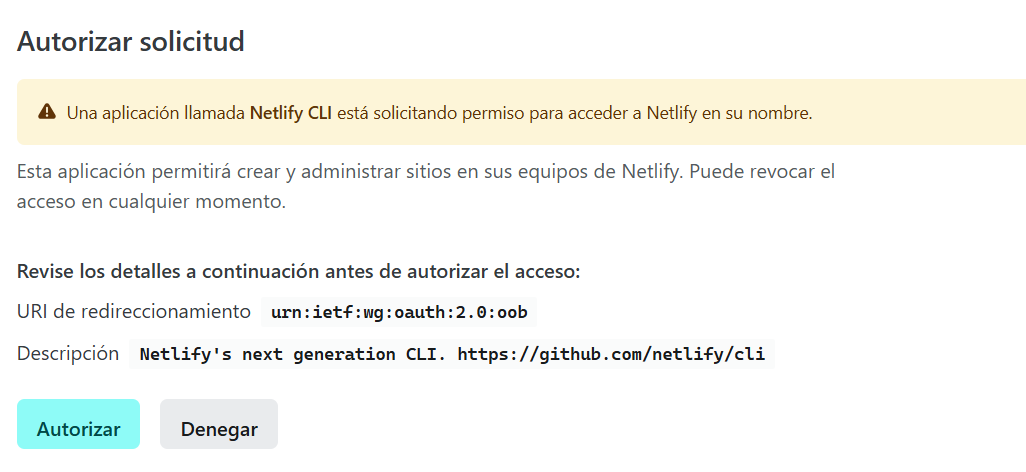 Autorizar solicitud
Una aplicación llamada Netlify CLI está solicitando permiso para acceder a Netlify en su nombre.
Esta aplicación permitirá crear y administrar sitios en sus equipos de Netlify. Puede revocar el
acceso en cualquier momento.
Revise los detalles a continuación antes de autorizar el acceso:
URI de redireccionamiento urn:ietf:wg:oauth:2.0:oob
Descripción Netlify's next generation CLI. https://github.com/netlify/cli
Autorizar Denegar